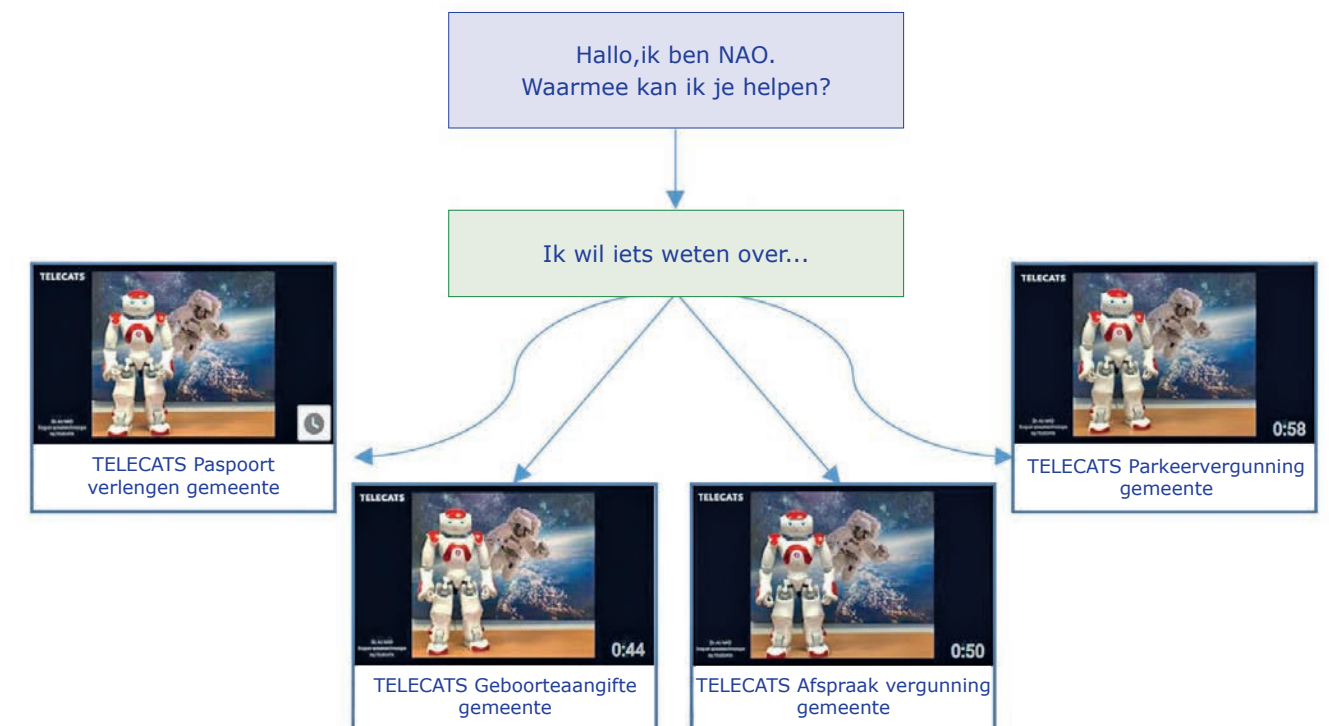 Hallo,ik ben NAO.
Waarmee kan ik je helpen?
Ik wil iets weten over...
TELECATS
TELECATS Paspoort
verlengen gemeente
TELECATS
0:44
TELECATS Geboorteaangifte
gemeente
TELECATS
0:50
TELECATS Afspraak vergunning
gemeente
TELECATS
0:58
TELECATS Parkeervergunning
gemeente